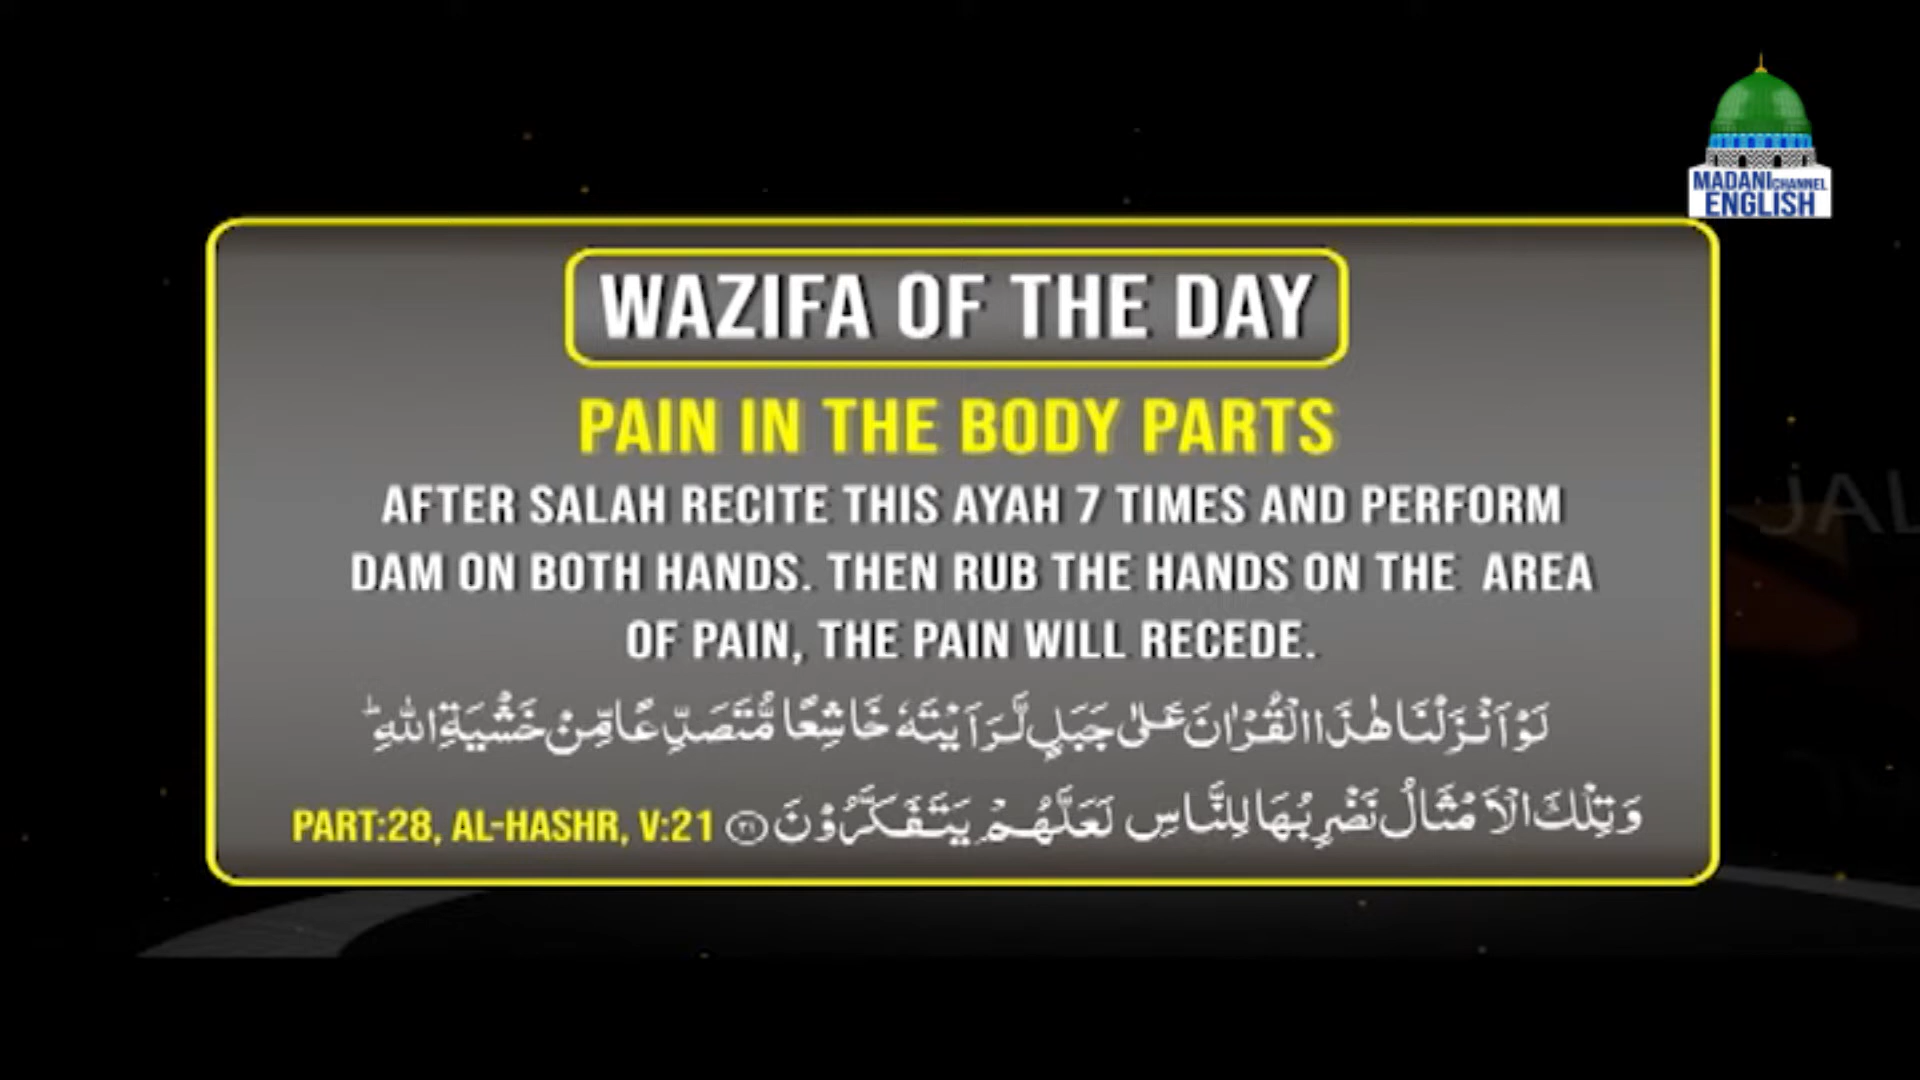 MADANI CHANNEL
ENGLISH
WAZIFA OF THE DAY
PAIN IN THE BODY PARTS
AFTER SALAH RECITE THIS AYAH 7 TIMES AND PERFORM
DAM ON BOTH HANDS. THEN RUB THE HANDS ON THE AREA
OF PAIN, THE PAIN WILL RECEDE.
لَوْ اَنْزَلْنَا هٰذَا الْقُرْاٰنَ عَلٰى جَبَلٍ لَّرَاَیْتَهٗ خَاشِعًا مُّتَصَدِّعًا مِّنْ خَشْیَةِ اللّٰهِؕ
وَ تِلْكَ الْاَمْثَالُ نَضْرِبُهَا لِلنَّاسِ لَعَلَّهُمْ یَتَفَكَّرُوْنَ ﴿۲۱﴾ PART:28, AL-HASHR, V:21